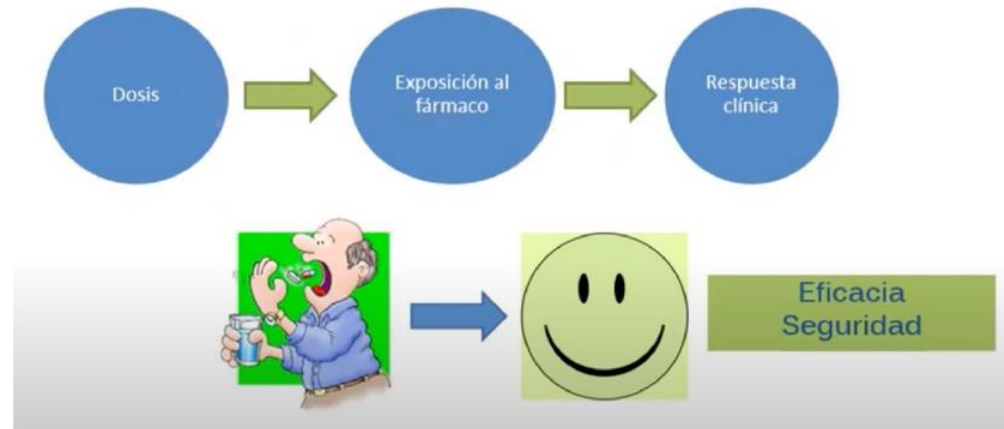 Dosis
Exposición al
fármaco
Respuesta
clínica
Eficacia
Seguridad